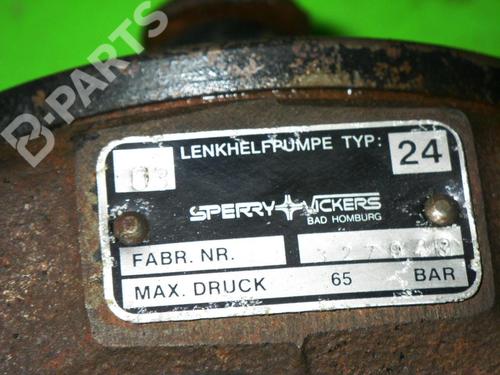 B-PARTS
LENKHELFPUMPE TYP: 24
SPERRY VICKERS
BAD HOMBURG
FABR. NR.
MAX. DRUCK 65 BAR